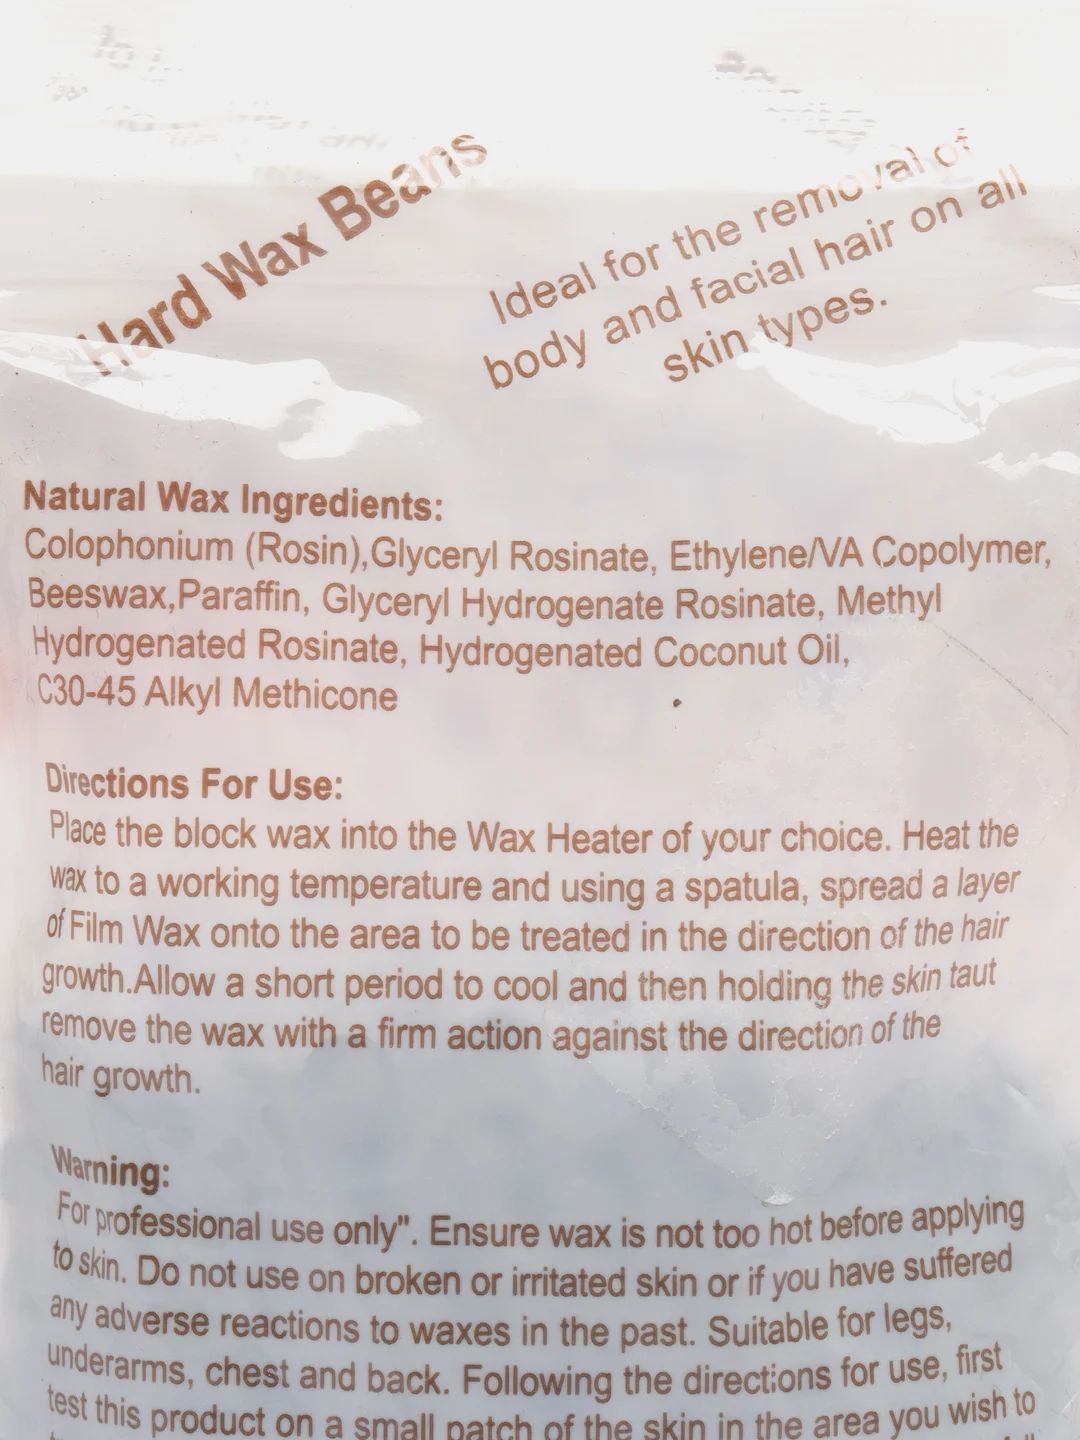 Hard Wax Beans
Ideal for the removal of
body and facial hair on all
skin types.
Natural Wax Ingredients:
Colophonium (Rosin),Glyceryl Rosinate, Ethylene/VA Copolymer,
Beeswax,Paraffin, Glyceryl Hydrogenate Rosinate, Methyl
Hydrogenated Rosinate, Hydrogenated Coconut Oil,
C30-45 Alkyl Methicone
Directions For Use:
Place the block wax into the Wax Heater of your choice. Heat the
wax to a working temperature and using a spatula, spread a layer
of Film Wax onto the area to be treated in the direction of the hair
growth.Allow a short period to cool and then holding the skin taut
remove the wax with a firm action against the direction of the
hair growth.
Warning:
For professional use only". Ensure wax is not too hot before applying
to skin. Do not use on broken or irritated skin or if you have suffered
any adverse reactions to waxes in the past. Suitable for legs,
underarms, chest and back. Following the directions for use, first
test this product on a small patch of the skin in the area you wish to